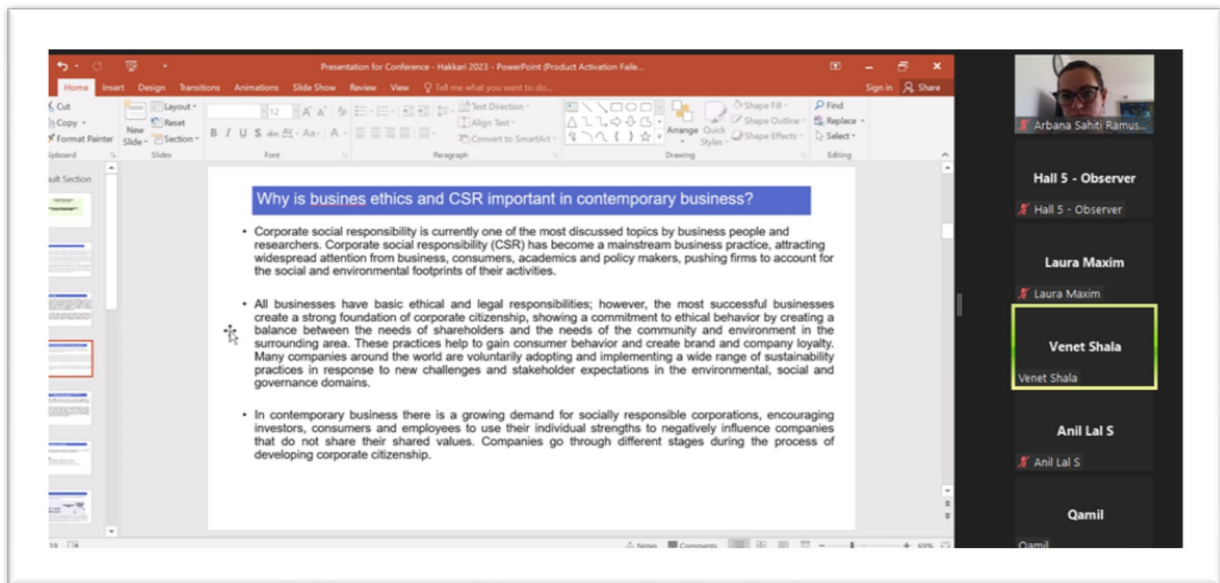 Presentation for Conference - Hakkari 2023 - PowerPoint (Product Activation Faile...
Home Insert Design Transitions Animations Slide Show Review View Tell me what you want to do... Sign in Share
Cut
Copy
Format Painter
New Slide
Layout
Reset
Section
Slides
12
B I U S abc AV Aa A
Font
Text Direction
Align Text
Convert to SmartArt
Paragraph
Arrange
Quick Styles
Shape Fill
Shape Outline
Shape Effects
Drawing
Find
Replace
Select
Editing
Section
Why is busines ethics and CSR important in contemporary business?
• Corporate social responsibility is currently one of the most discussed topics by business people and
researchers. Corporate social responsibility (CSR) has become a mainstream business practice, attracting
widespread attention from business, consumers, academics and policy makers, pushing firms to account for
the social and environmental footprints of their activities.
• All businesses have basic ethical and legal responsibilities; however, the most successful businesses
create a strong foundation of corporate citizenship, showing a commitment to ethical behavior by creating a
balance between the needs of shareholders and the needs of the community and environment in the
surrounding area. These practices help to gain consumer behavior and create brand and company loyalty.
Many companies around the world are voluntarily adopting and implementing a wide range of sustainability
practices in response to new challenges and stakeholder expectations in the environmental, social and
governance domains.
• In contemporary business there is a growing demand for socially responsible corporations, encouraging
investors, consumers and employees to use their individual strengths to negatively influence companies
that do not share their shared values. Companies go through different stages during the process of
developing corporate citizenship.
Notes Comments 69%
Arbana Sahiti Ramus...
Hall 5 - Observer
Hall 5 - Observer
Laura Maxim
Laura Maxim
Venet Shala
Venet Shala
Anil Lal S
Anil Lal S
Qamil
Qamil